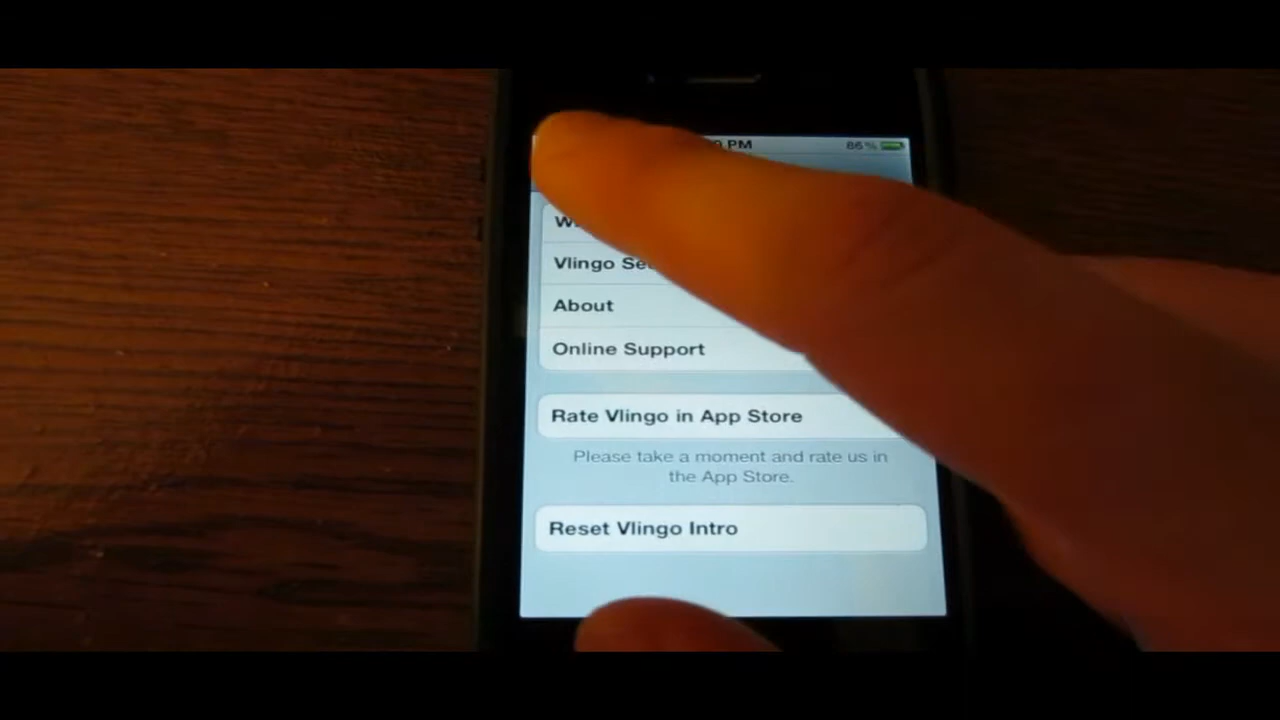 PM 86%
Vlingo
About
Online Support
Rate Vlingo in App Store
Please take a moment and rate us in
the App Store.
Reset Vlingo Intro